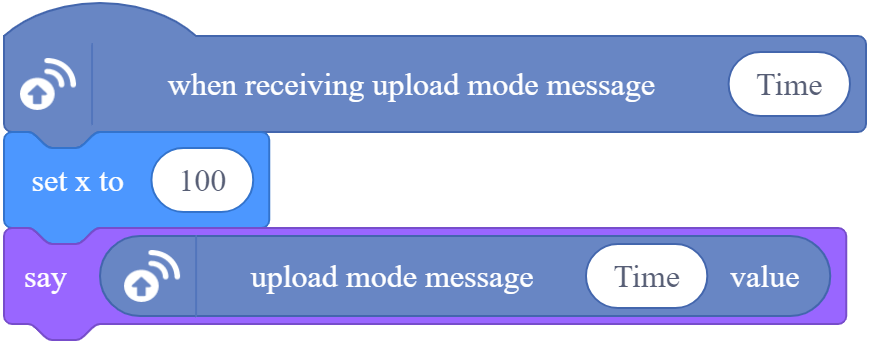 when receiving upload mode message Time
set x to 100
say upload mode message Time value